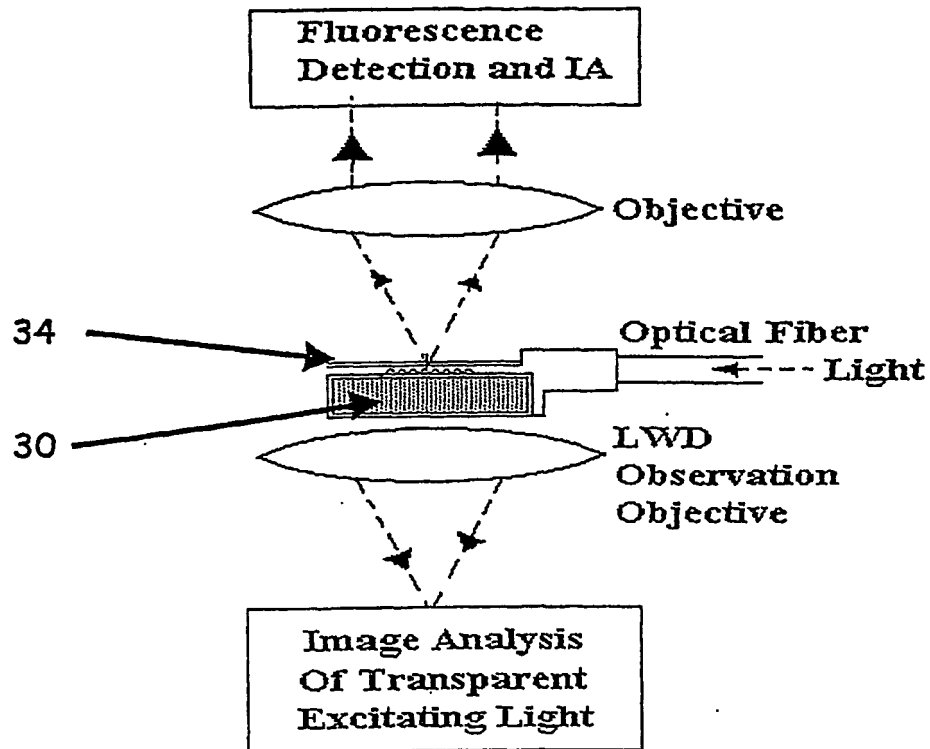 Fluorescence
Detection and IA
Objective
34
Optical Fiber
Light
30
LWD
Observation
Objective
Image Analysis
Of Transparent
Excitating Light